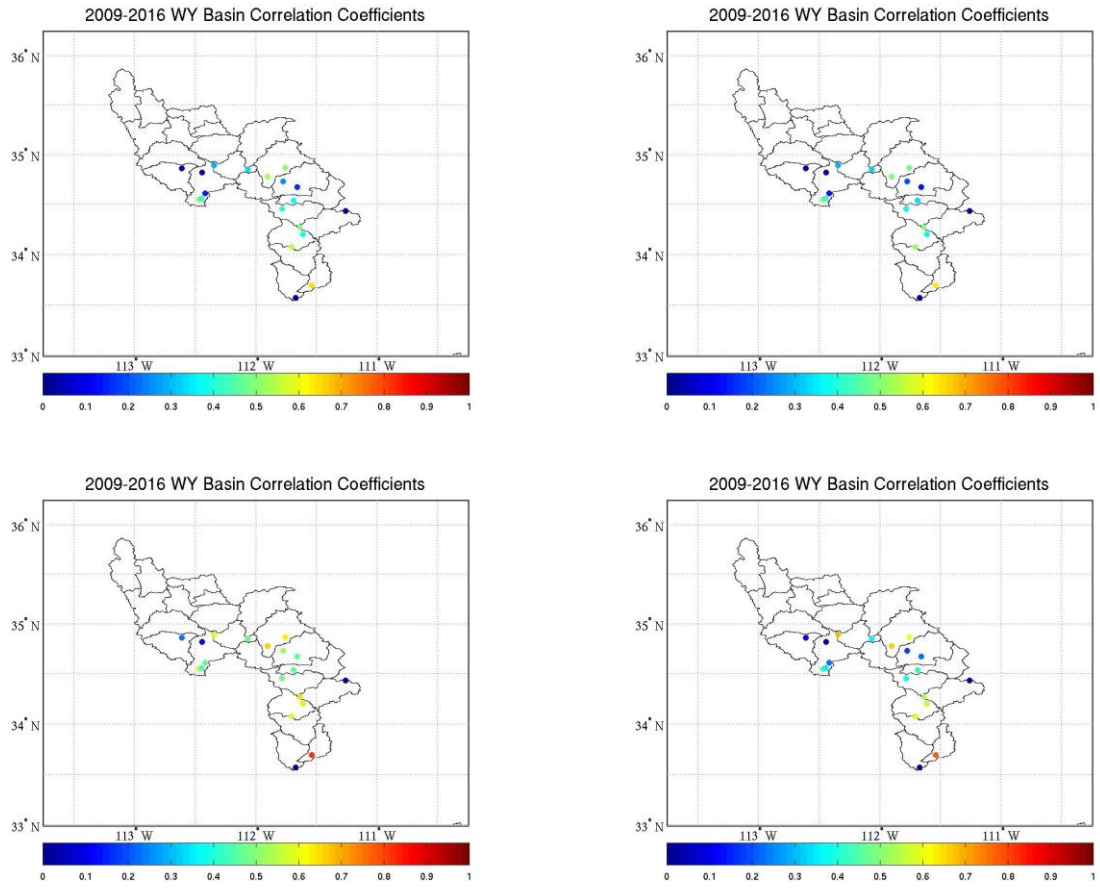 2009-2016 WY Basin Correlation Coefficients
36° N
35° N
34° N
33° N
113° W 112° W 111° W
0 0.1 0.2 0.3 0.4 0.5 0.6 0.7 0.8 0.9 1
2009-2016 WY Basin Correlation Coefficients
36° N
35° N
34° N
33° N
113° W 112° W 111° W
0 0.1 0.2 0.3 0.4 0.5 0.6 0.7 0.8 0.9 1
2009-2016 WY Basin Correlation Coefficients
36° N
35° N
34° N
33° N
113° W 112° W 111° W
0 0.1 0.2 0.3 0.4 0.5 0.6 0.7 0.8 0.9 1
2009-2016 WY Basin Correlation Coefficients
36° N
35° N
34° N
33° N
113° W 112° W 111° W
0 0.1 0.2 0.3 0.4 0.5 0.6 0.7 0.8 0.9 1